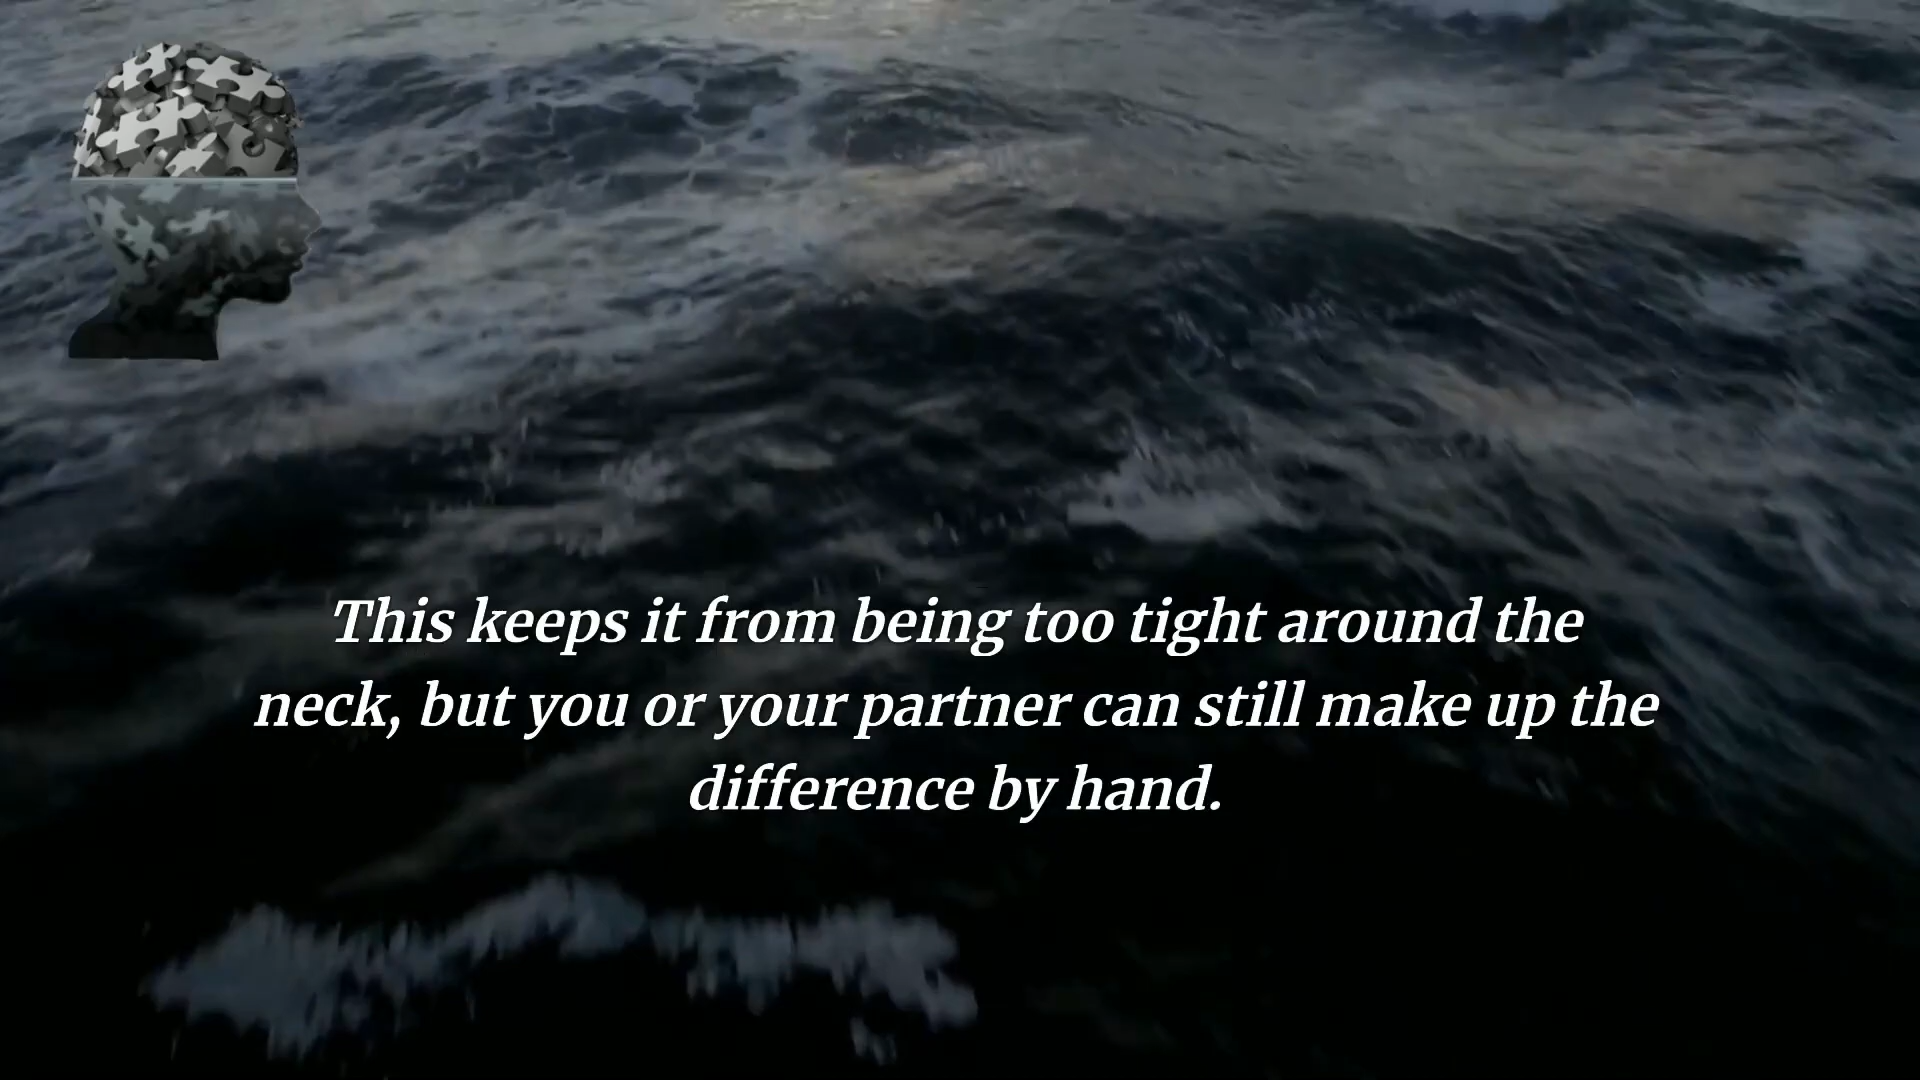 This keeps it from being too tight around the
neck, but you or your partner can still make up the
difference by hand.